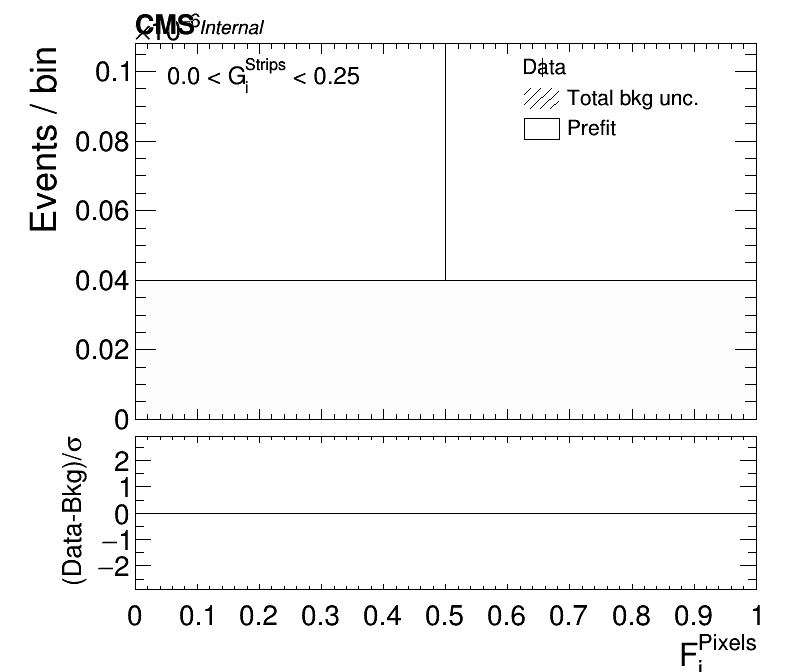 CMS Internal
×10⁻⁶
Events / bin
0.0 < G_i^Strips < 0.25
Data
Total bkg unc.
Prefit
0.1
0.08
0.06
0.04
0.02
0
(Data-Bkg)/σ
2
1
0
−1
−2
0 0.1 0.2 0.3 0.4 0.5 0.6 0.7 0.8 0.9 1
F_i^Pixels